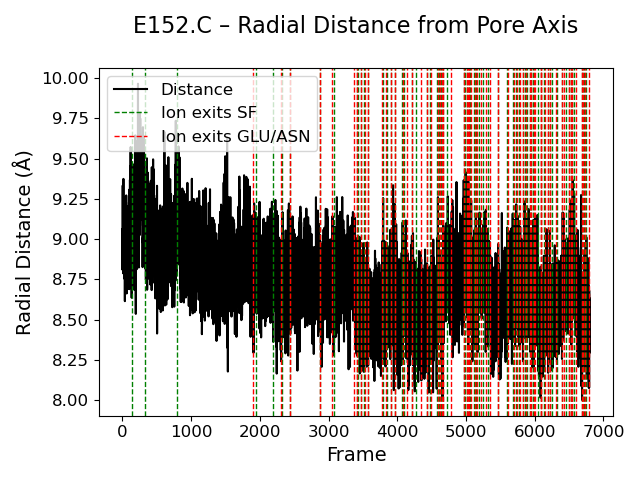 E152.C – Radial Distance from Pore Axis
Distance
Ion exits SF
Ion exits GLU/ASN
Radial Distance (Å)
10.00
9.75
9.50
9.25
9.00
8.75
8.50
8.25
8.00
0 1000 2000 3000 4000 5000 6000 7000
Frame